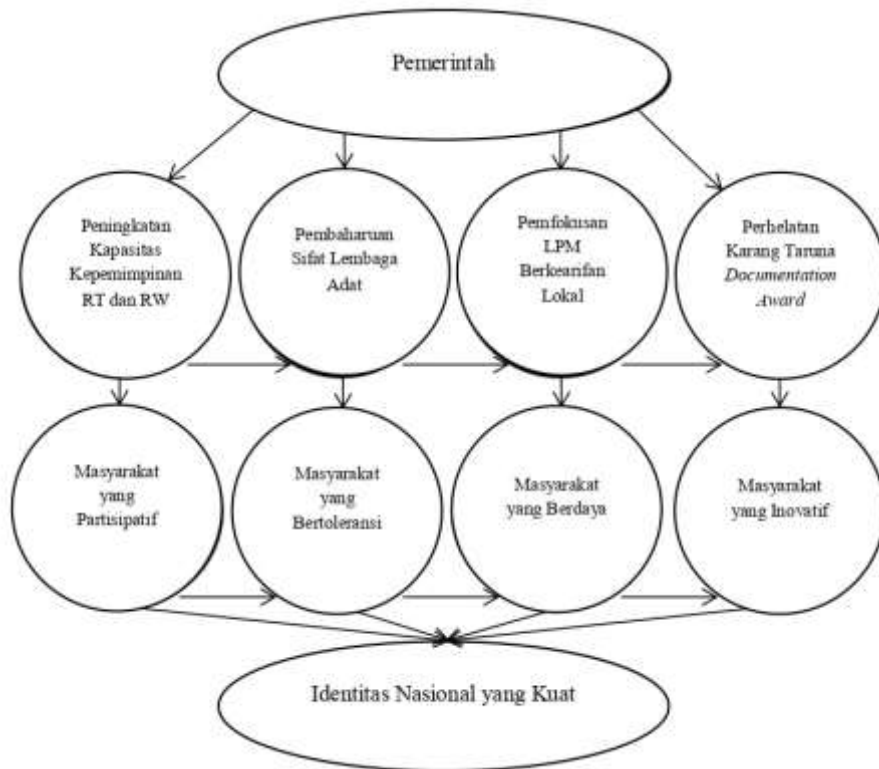 Pemerintah
Peningkatan
Kapasitas
Kepemimpinan
RT dan RW
Pembaharuan
Sifat Lembaga
Adat
Pemfokusan
LPM
Berkearifan
Lokal
Perhelatan
Karang Taruna
Documentation
Award
Masyarakat
yang
Partisipatif
Masyarakat
yang
Bertoleransi
Masyarakat
yang Berdaya
Masyarakat
yang Inovatif
Identitas Nasional yang Kuat